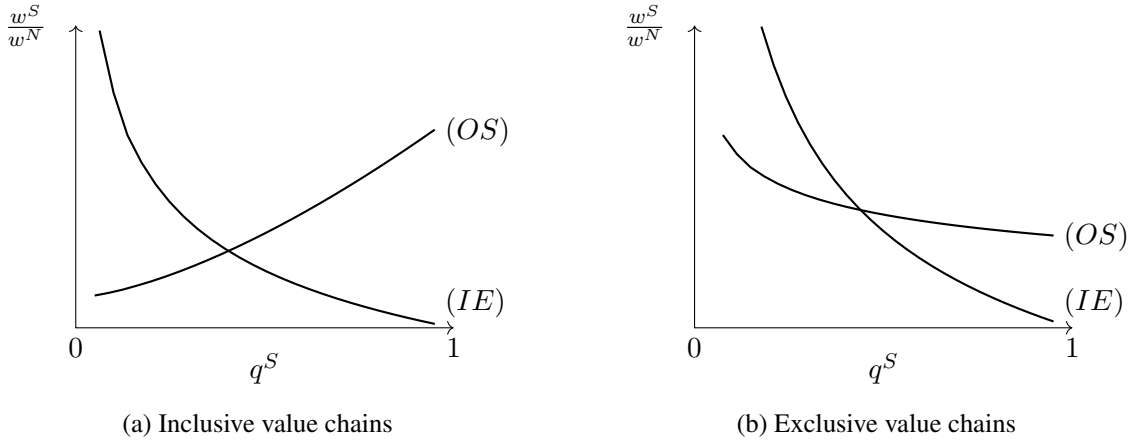 w^S/w^N
(OS)
(IE)
0
1
q^S
(a) Inclusive value chains
w^S/w^N
(OS)
(IE)
0
1
q^S
(b) Exclusive value chains